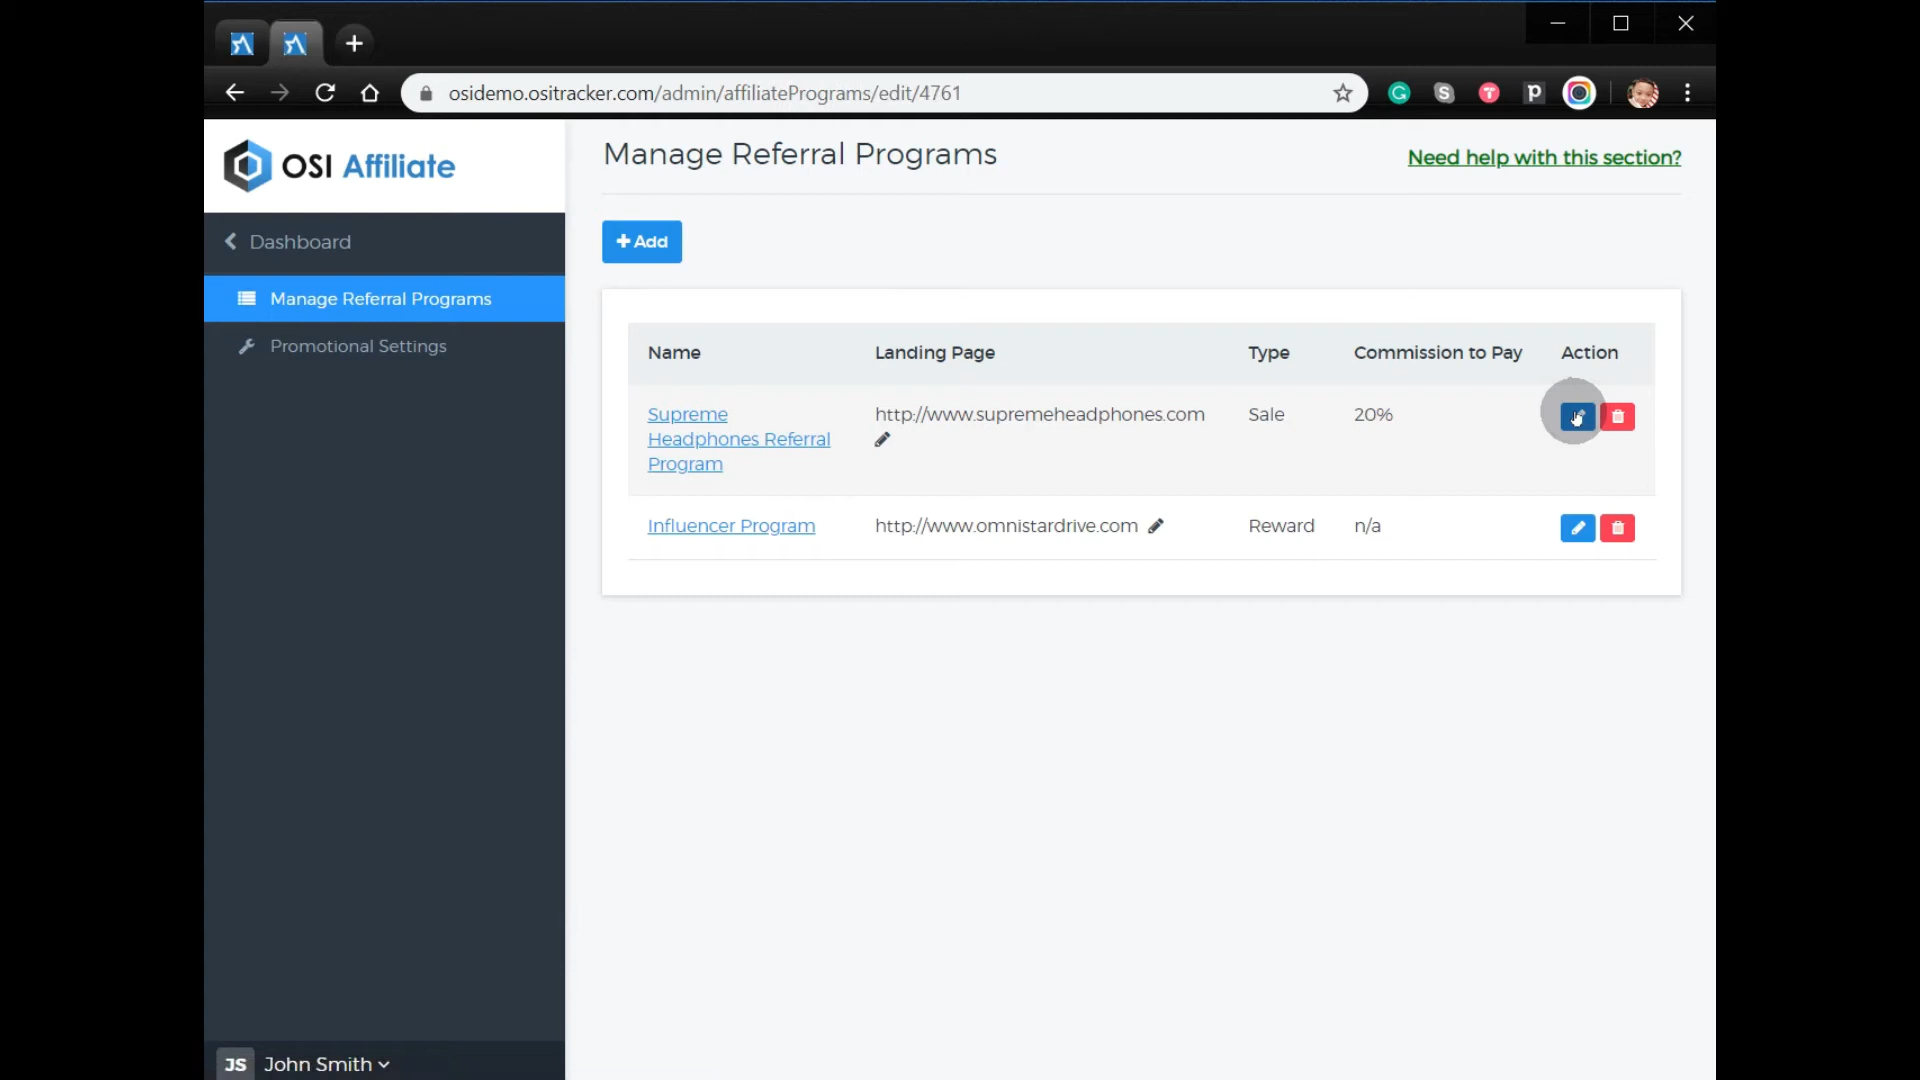 osidemo.ositracker.com/admin/affiliatePrograms/edit/4761
OSI Affiliate
Manage Referral Programs
Need help with this section?
Dashboard
Manage Referral Programs
Promotional Settings
Add
Name Landing Page Type Commission to Pay Action
Supreme
Headphones Referral
Program
http://www.supremeheadphones.com
Sale
20%
Influencer Program
http://www.omnistardrive.com
Reward
n/a
JS John Smith